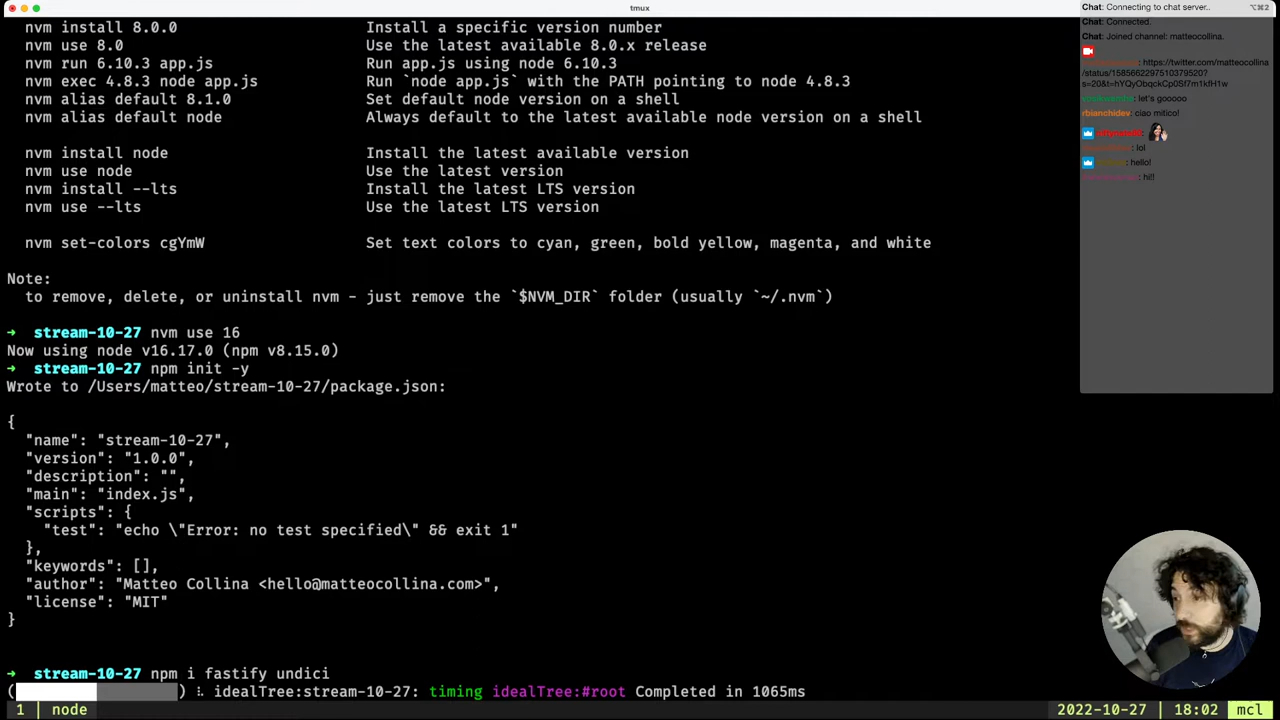 tmux
nvm install 8.0.0 Install a specific version number
nvm use 8.0 Use the latest available 8.0.x release
nvm run 6.10.3 app.js Run app.js using node 6.10.3
nvm exec 4.8.3 node app.js Run `node app.js` with the PATH pointing to node 4.8.3
nvm alias default 8.1.0 Set default node version on a shell
nvm alias default node Always default to the latest available node version on a shell
nvm install node Install the latest available version
nvm use node Use the latest version
nvm install --lts Install the latest LTS version
nvm use --lts Use the latest LTS version
nvm set-colors cgYmW Set text colors to cyan, green, bold yellow, magenta, and white
Note:
to remove, delete, or uninstall nvm - just remove the `$NVM_DIR` folder (usually `~/.nvm`)
➜ stream-10-27 nvm use 16
Now using node v16.17.0 (npm v8.15.0)
➜ stream-10-27 npm init -y
Wrote to /Users/matteo/stream-10-27/package.json:
{
"name": "stream-10-27",
"version": "1.0.0",
"description": "",
"main": "index.js",
"scripts": {
"test": "echo \"Error: no test specified\" && exit 1"
},
"keywords": [],
"author": "Matteo Collina <hello@matteocollina.com>",
"license": "MIT"
}
➜ stream-10-27 npm i fastify undici
( ) ⠧ idealTree:stream-10-27: timing idealTree:#root Completed in 1065ms
1 node 2022-10-27 18:02 mcl
Chat: Connecting to chat server.. ⌥⌘2
Chat: Connected.
Chat: Joined channel: matteocollina.
: https://twitter.com/matteocollina
: let's gooooo
rbianchidev: ciao mitico!
: lol
: hello!
: hi!!